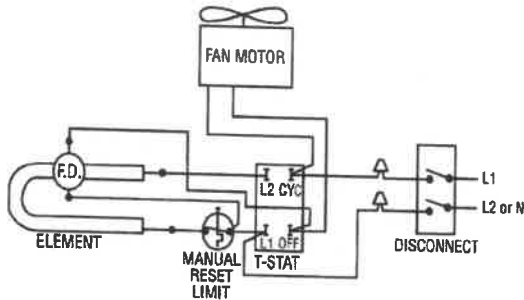 FAN MOTOR
F.D.
L2 CYC
L1
L2 or N
L1 OFF
ELEMENT
MANUAL
RESET
LIMIT
T-STAT
DISCONNECT